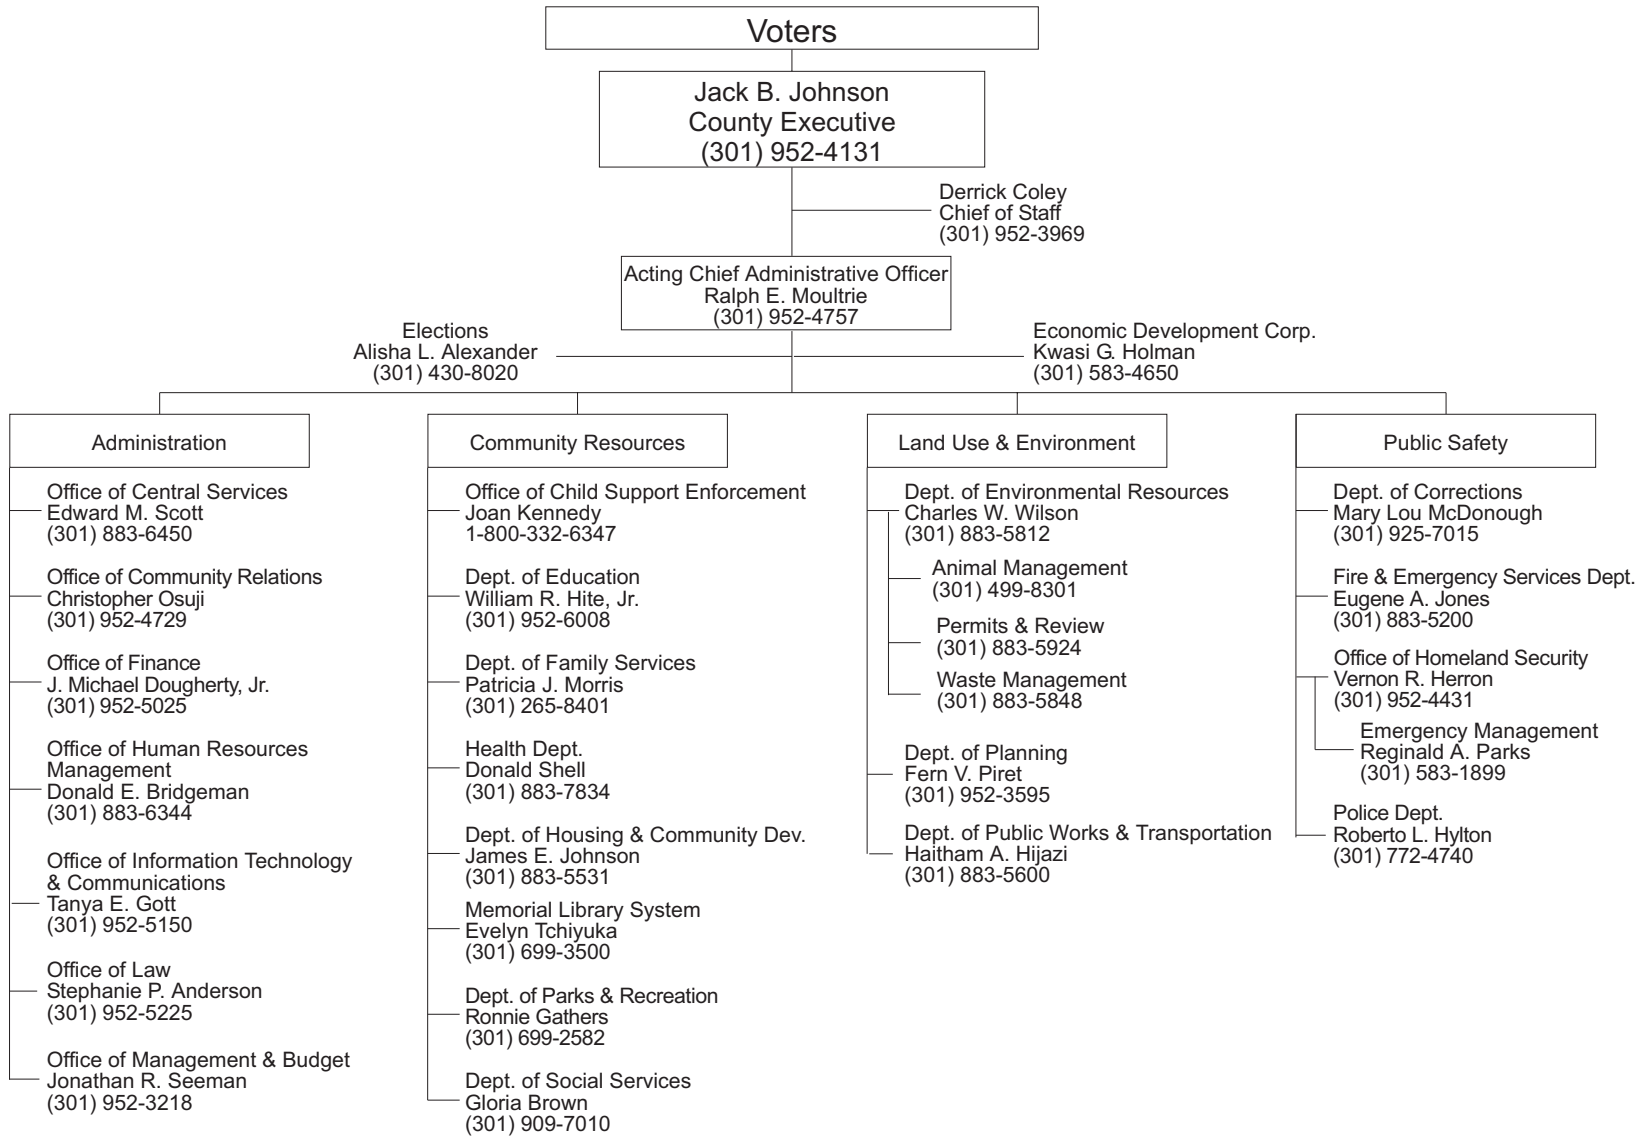 Voters
Jack B. Johnson
County Executive
(301) 952-4131
Derrick Coley
Chief of Staff
(301) 952-3969
Acting Chief Administrative Officer
Ralph E. Moultrie
(301) 952-4757
Elections
Alisha L. Alexander
(301) 430-8020
Economic Development Corp.
Kwasi G. Holman
(301) 583-4650
Administration
Office of Central Services
Edward M. Scott
(301) 883-6450
Office of Community Relations
Christopher Osuji
(301) 952-4729
Office of Finance
J. Michael Dougherty, Jr.
(301) 952-5025
Office of Human Resources
Management
Donald E. Bridgeman
(301) 883-6344
Office of Information Technology
& Communications
Tanya E. Gott
(301) 952-5150
Office of Law
Stephanie P. Anderson
(301) 952-5225
Office of Management & Budget
Jonathan R. Seeman
(301) 952-3218
Community Resources
Office of Child Support Enforcement
Joan Kennedy
1-800-332-6347
Dept. of Education
William R. Hite, Jr.
(301) 952-6008
Dept. of Family Services
Patricia J. Morris
(301) 265-8401
Health Dept.
Donald Shell
(301) 883-7834
Dept. of Housing & Community Dev.
James E. Johnson
(301) 883-5531
Memorial Library System
Evelyn Tchiyuka
(301) 699-3500
Dept. of Parks & Recreation
Ronnie Gathers
(301) 699-2582
Dept. of Social Services
Gloria Brown
(301) 909-7010
Land Use & Environment
Dept. of Environmental Resources
Charles W. Wilson
(301) 883-5812
Animal Management
(301) 499-8301
Permits & Review
(301) 883-5924
Waste Management
(301) 883-5848
Dept. of Planning
Fern V. Piret
(301) 952-3595
Dept. of Public Works & Transportation
Haitham A. Hijazi
(301) 883-5600
Public Safety
Dept. of Corrections
Mary Lou McDonough
(301) 925-7015
Fire & Emergency Services Dept.
Eugene A. Jones
(301) 883-5200
Office of Homeland Security
Vernon R. Herron
(301) 952-4431
Emergency Management
Reginald A. Parks
(301) 583-1899
Police Dept.
Roberto L. Hylton
(301) 772-4740